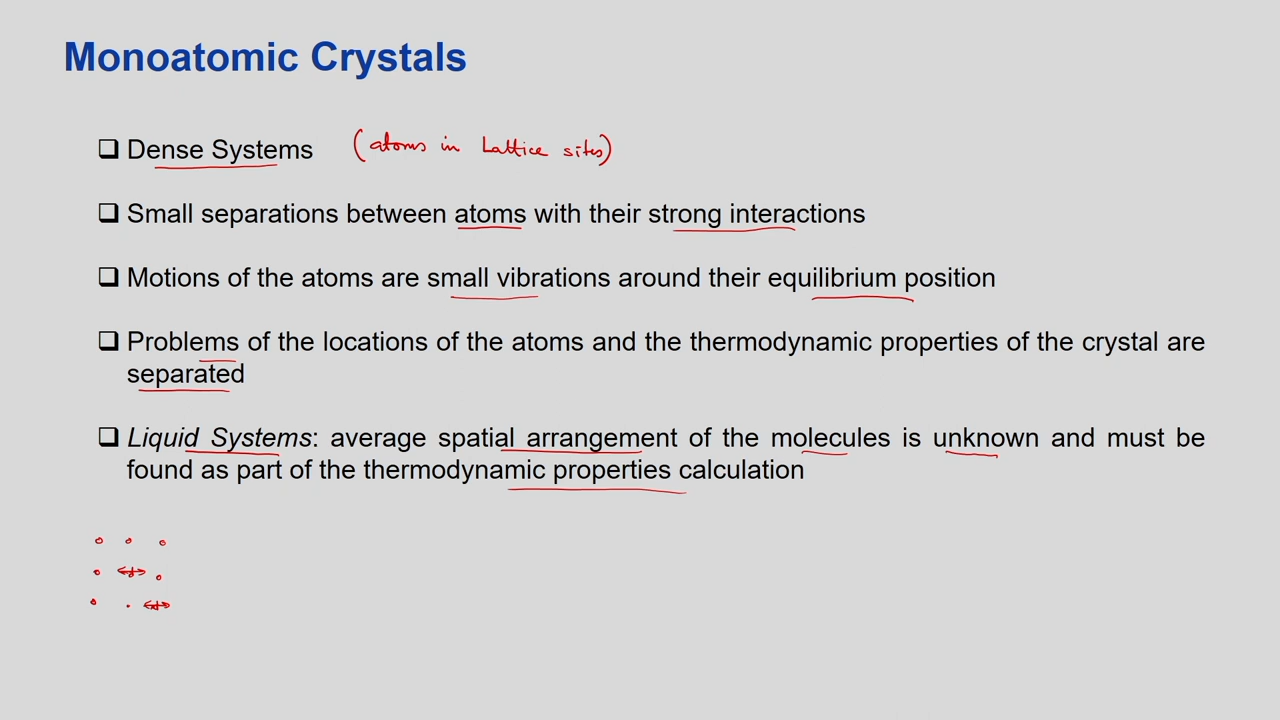 Monoatomic Crystals
❑ Dense Systems (atoms in Lattice sites)
❑ Small separations between atoms with their strong interactions
❑ Motions of the atoms are small vibrations around their equilibrium position
❑ Problems of the locations of the atoms and the thermodynamic properties of the crystal are
separated
❑ Liquid Systems: average spatial arrangement of the molecules is unknown and must be
found as part of the thermodynamic properties calculation